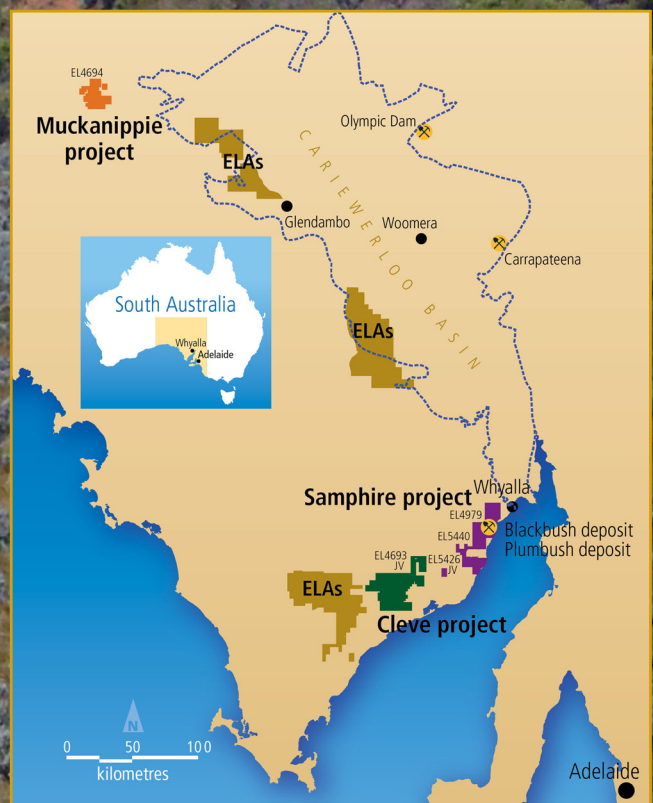 EL4694
Muckanippie
project
Olympic Dam
ELAs
CARIEWERLOO BASIN
Glendambo
Woomera
Carrapateena
South Australia
Whyalla
Adelaide
ELAs
Samphire project
Whyalla
EL4979
Blackbush deposit
Plumbush deposit
EL5440
EL4693
JV
EL5426
JV
ELAs
Cleve project
N
0 50 100
kilometres
Adelaide